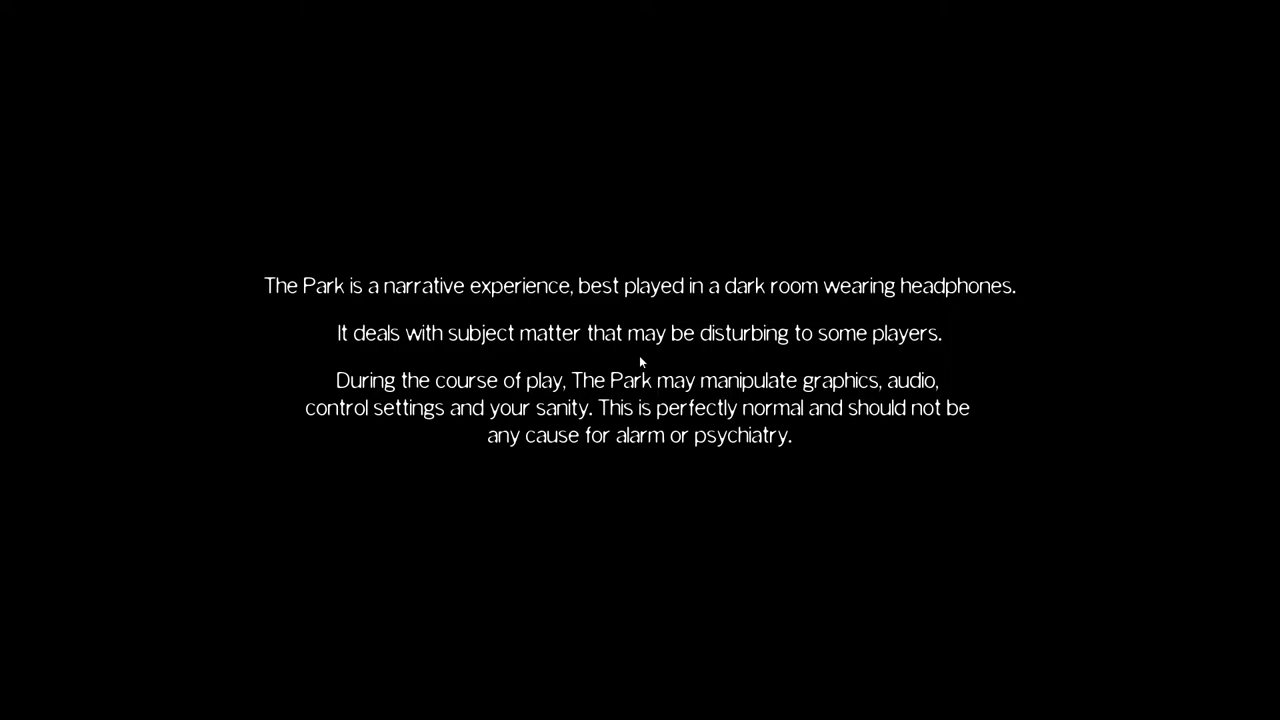 The Park is a narrative experience, best played in a dark room wearing headphones.
It deals with subject matter that may be disturbing to some players.
During the course of play, The Park may manipulate graphics, audio,
control settings and your sanity. This is perfectly normal and should not be
any cause for alarm or psychiatry.